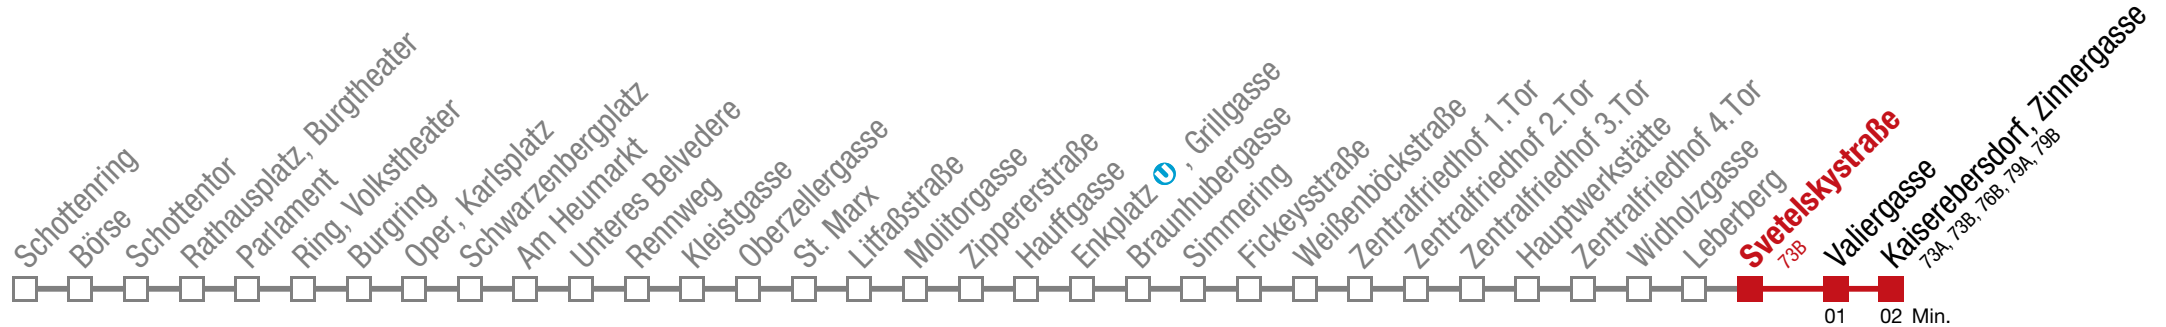 Schottenring
Börse
Schottentor
Rathausplatz, Burgtheater
Parlament
Ring, Volkstheater
Burgring
Oper, Karlsplatz
Schwarzenbergplatz
Am Heumarkt
Unteres Belvedere
Rennweg
Kleistgasse
Oberzellergasse
St. Marx
Litfaßstraße
Molitorgasse
Zippererstraße
Hauffgasse
Enkplatz U, Grillgasse
Braunhubergasse
Simmering
Fickeysstraße
Weißenböckstraße
Zentralfriedhof 1.Tor
Zentralfriedhof 2.Tor
Zentralfriedhof 3.Tor
Hauptwerkstätte
Zentralfriedhof 4.Tor
Widholzgasse
Leberberg
Svetelskystraße
73B
Valiergasse
Kaiserebersdorf, Zinnergasse
73A, 73B, 76B, 79A, 79B
01
02 Min.